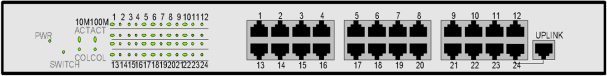 1 2 3 4 5 6 7 8 9 10 11 12
10M100M
ACTACT
PWR
SWITCH
COLCOL
13 14 15 16 17 18 19 20 21 22 23 24
1 2 3 4 5 6 7 8 9 10 11 12
UPLINK
13 14 15 16 17 18 19 20 21 22 23 24